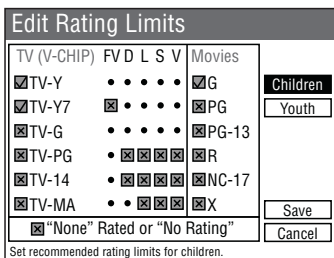 Edit Rating Limits
TV (V-CHIP) FV D L S V Movies
TV-Y G Children
TV-Y7 PG Youth
TV-G PG-13
TV-PG R
TV-14 NC-17
TV-MA X
"None" Rated or "No Rating" Save
Cancel
Set recommended rating limits for children.